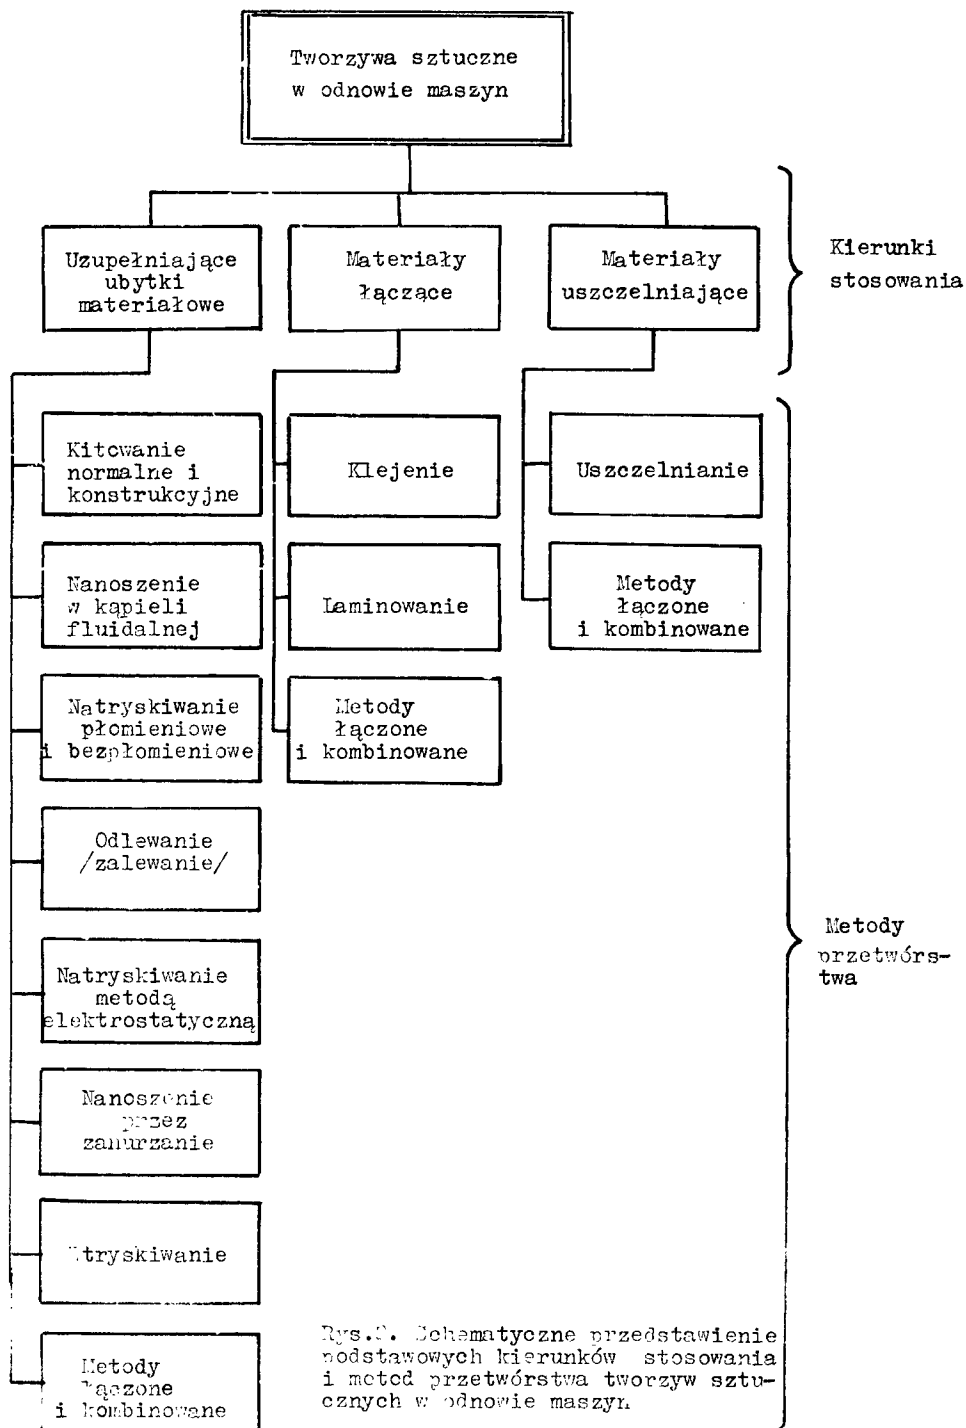 Tworzywa sztuczne
w odnowie maszyn
Kierunki
stosowania
Uzupełniające
ubytki
materiałowe
Materiały
łączące
Materiały
uszczelniające
Kitowanie
normalne i
konstrukcyjne
Nanoszenie
w kąpieli
fluidalnej
Natryskiwanie
płomieniowe
i bezpłomieniowe
Odlewanie
/zalewanie/
Natryskiwanie
metodą
elektrostatyczną
Nanoszenie
przez
zanurzanie
Wtryskiwanie
Metody
łączone
i kombinowane
Klejenie
Laminowanie
Metody
łączone
i kombinowane
Uszczelnianie
Metody
łączone
i kombinowane
Metody
przetwórs-
twa
Schematyczne przedstawienie
podstawowych kierunków stosowania
i metod przetwórstwa tworzyw sztu-
cznych w odnowie maszyn